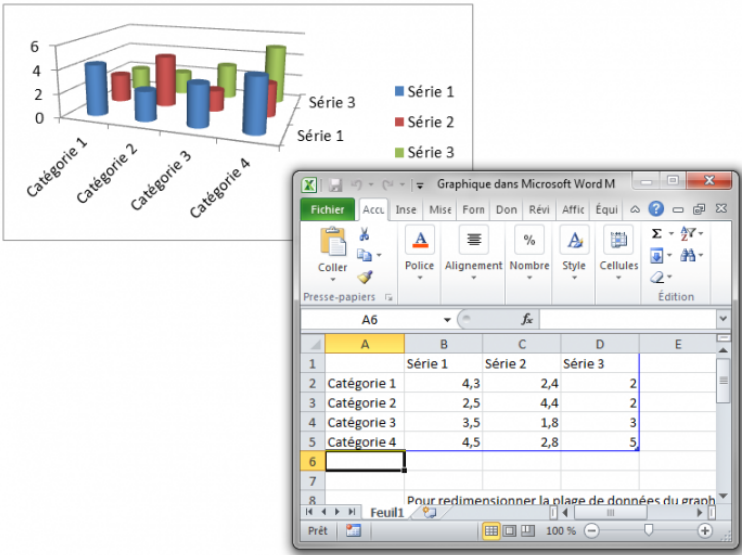 6
4
2
0
Catégorie 1
Catégorie 2
Catégorie 3
Catégorie 4
Série 3
Série 1
Série 1
Série 2
Série 3
Graphique dans Microsoft Word M
Fichier Accu Inse Mise Forn Don Révi Affic Équi
Coller Police Alignement Nombre Style Cellules
Presse-papiers Édition
A6 fx
A B C D E
1 Série 1 Série 2 Série 3
2 Catégorie 1 4,3 2,4 2
3 Catégorie 2 2,5 4,4 2
4 Catégorie 3 3,5 1,8 3
5 Catégorie 4 4,5 2,8 5
6
7
8 Pour redimensionner la plage de données du graph
Feuil1
Prêt 100 %